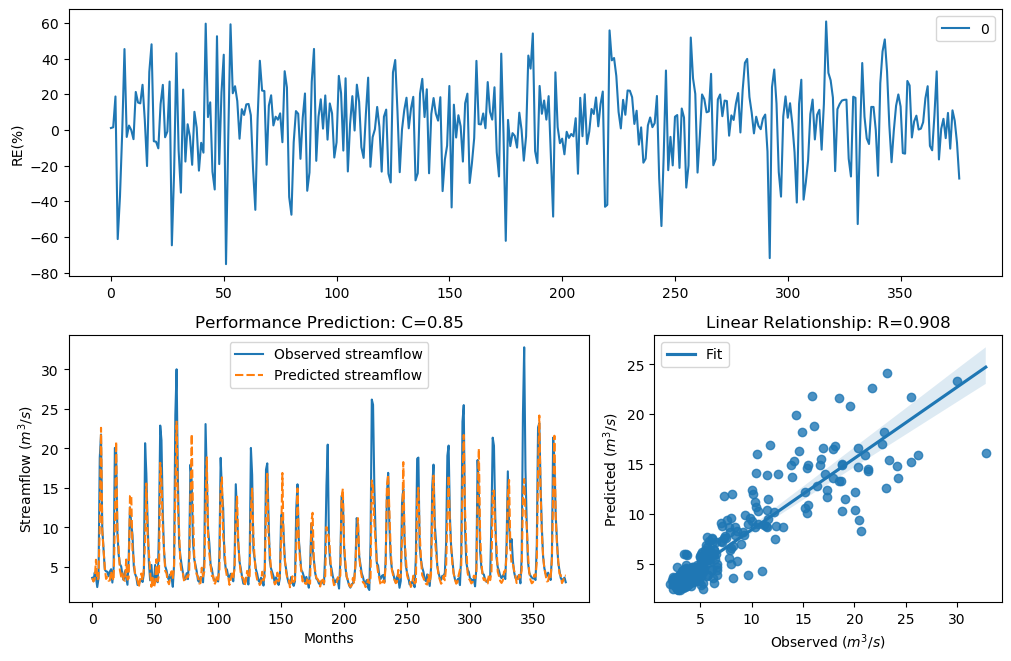 RE(%)
60
40
20
0
−20
−40
−60
−80
0
0 50 100 150 200 250 300 350
Performance Prediction: C=0.85
Streamflow (m³/s)
30
25
20
15
10
5
Observed streamflow
Predicted streamflow
0 50 100 150 200 250 300 350
Months
Linear Relationship: R=0.908
Predicted (m³/s)
25
20
15
10
5
Fit
5 10 15 20 25 30
Observed (m³/s)